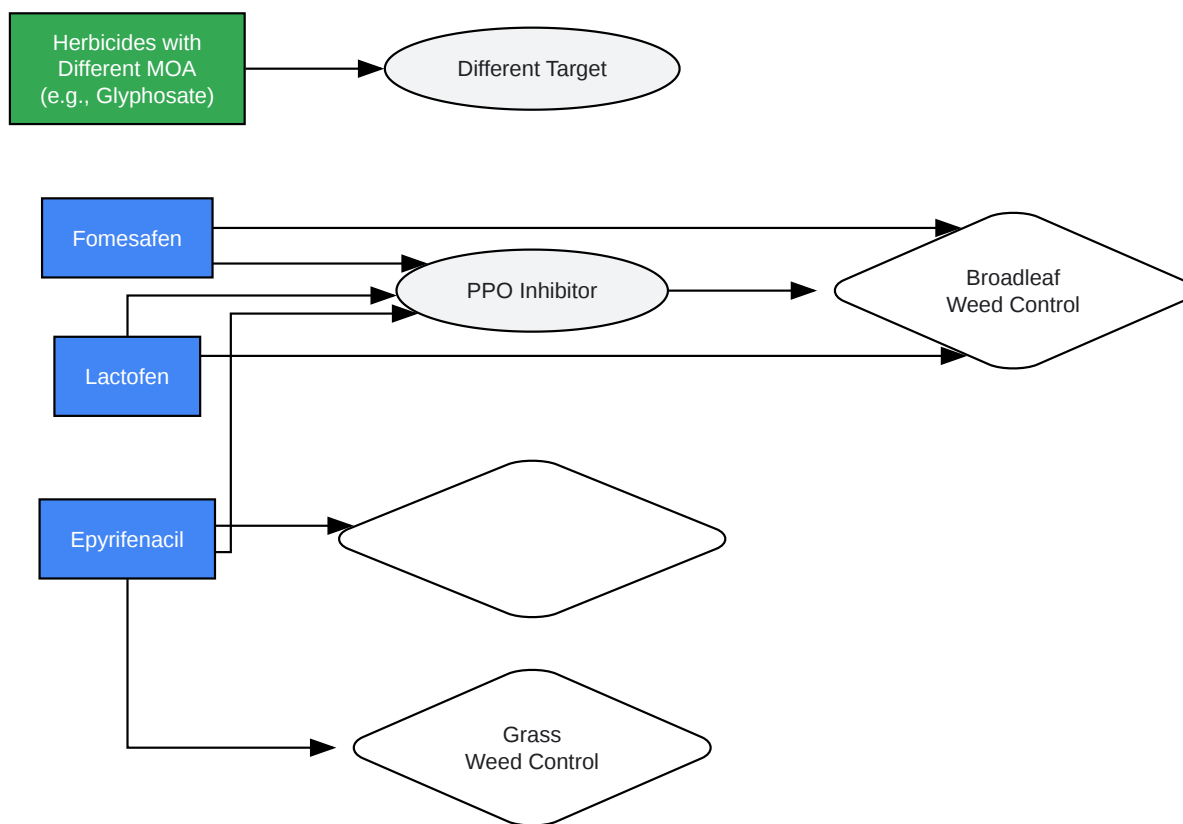 Herbicides with
Different MOA
(e.g., Glyphosate)
Different Target
Fomesafen
PPO Inhibitor
Broadleaf
Weed Control
Lactofen
Epyrifenacil
Grass
Weed Control